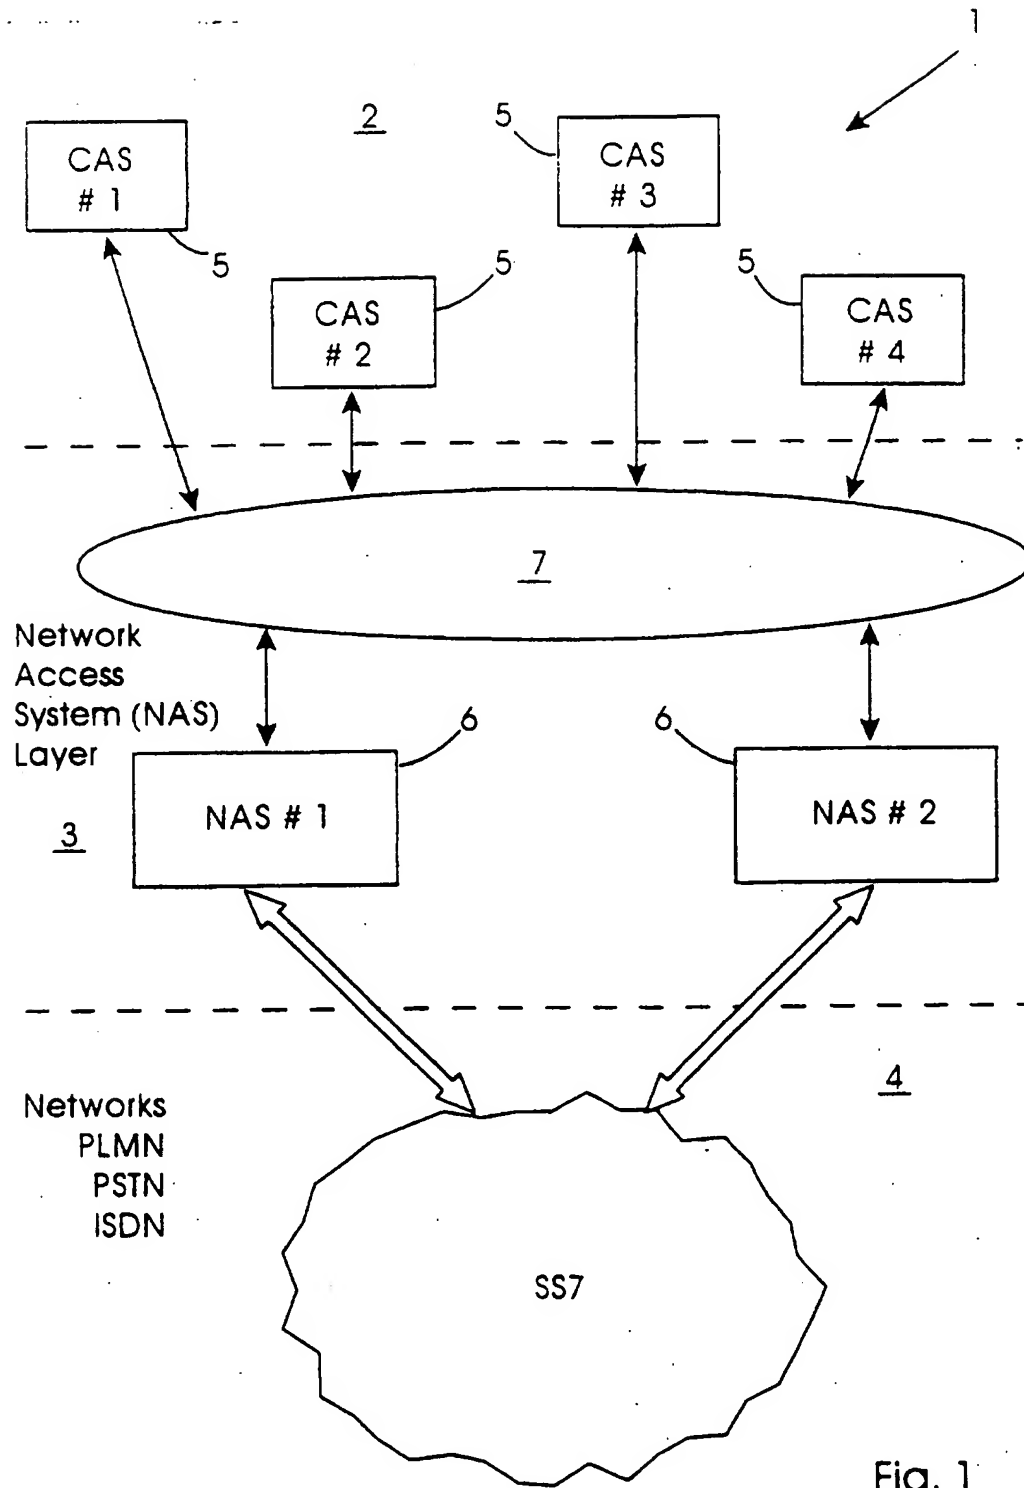 1
2
5
CAS
# 1
CAS
# 3
5
5
5
CAS
# 2
CAS
# 4
7
Network
Access
System (NAS)
Layer
6
6
NAS # 1
NAS # 2
3
4
Networks
PLMN
PSTN
ISDN
SS7
Fig. 1